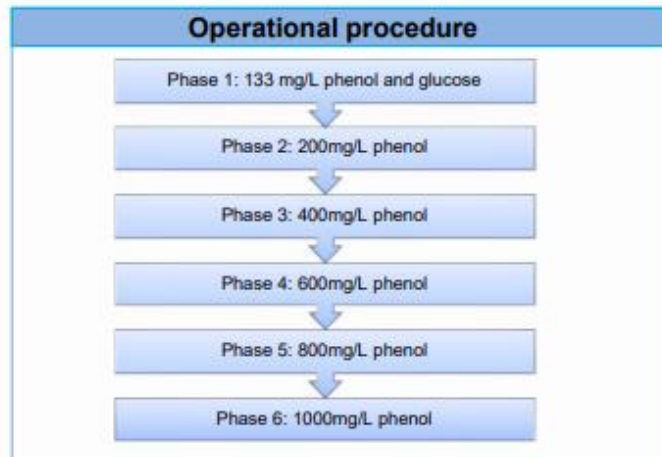 Operational procedure
Phase 1: 133 mg/L phenol and glucose
Phase 2: 200mg/L phenol
Phase 3: 400mg/L phenol
Phase 4: 600mg/L phenol
Phase 5: 800mg/L phenol
Phase 6: 1000mg/L phenol